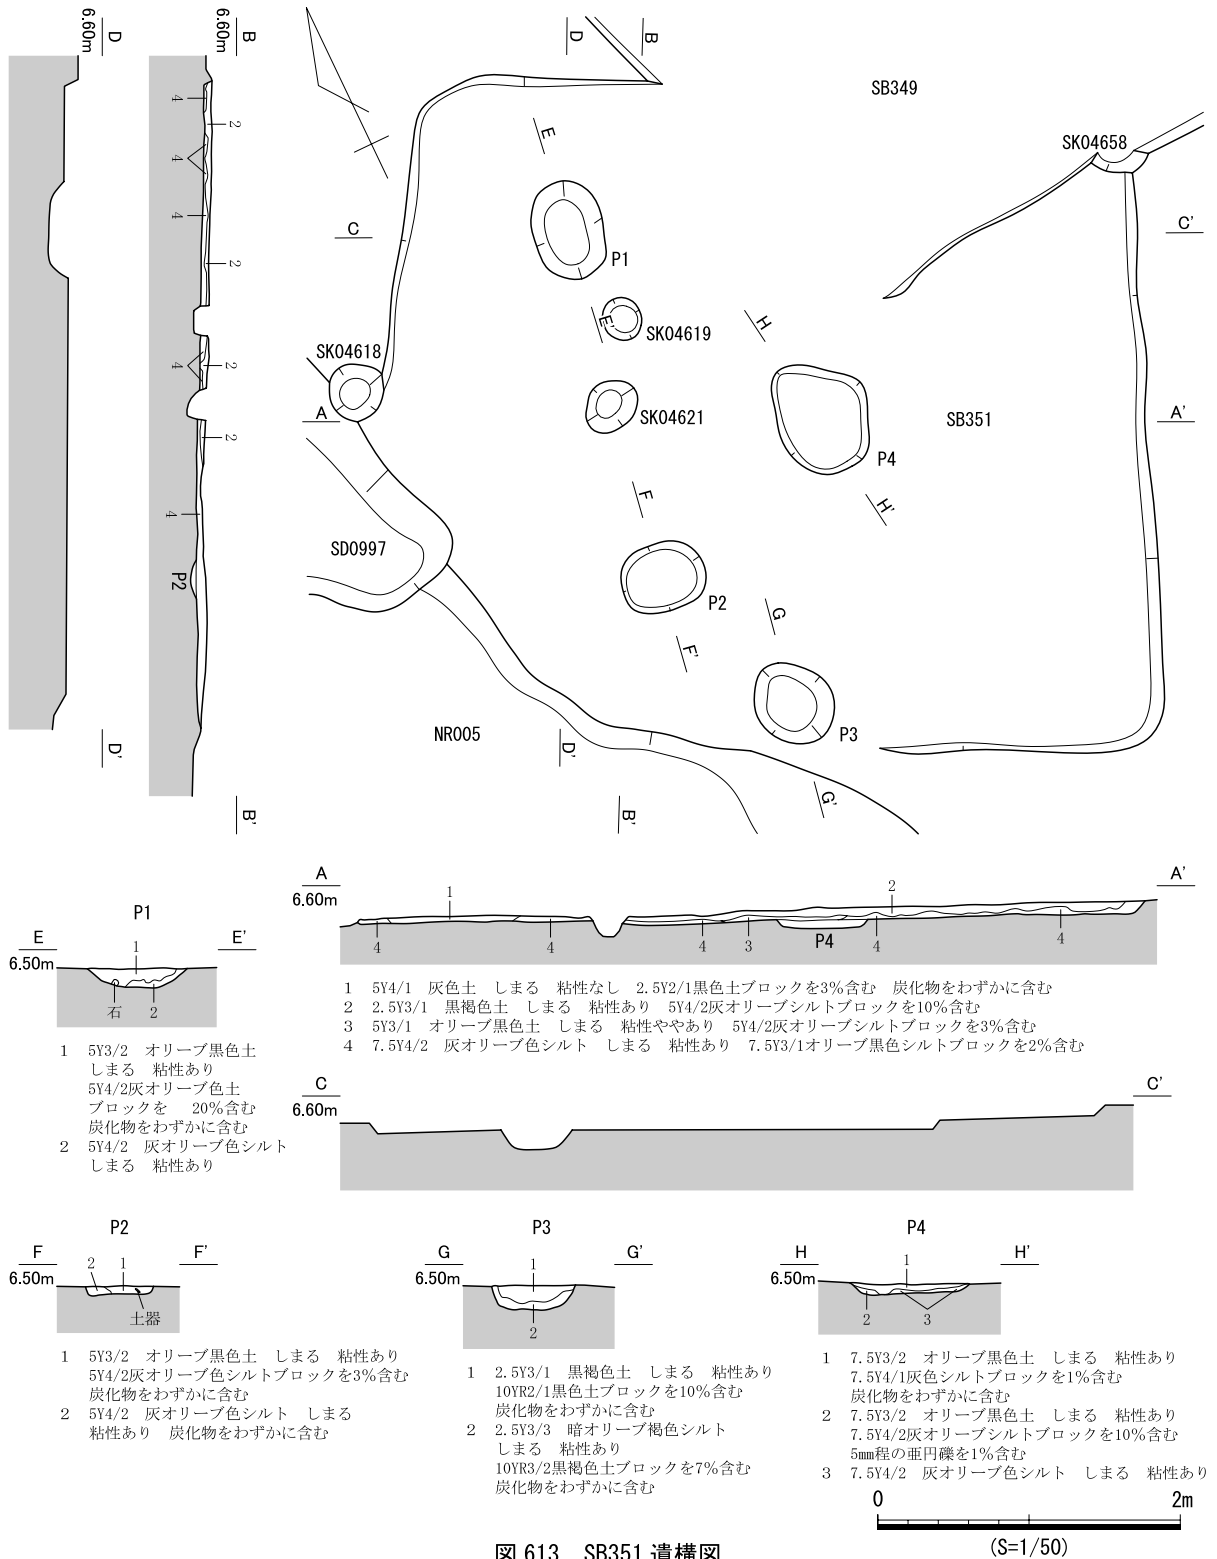 D
6.60m
B
6.60m
4
2
4
4
2
4
2
2
4
P2
D'
B'
D
B
SB349
SK04658
E
C
C'
P1
E'
SK04619
H
SK04618
A
SK04621
SB351
A'
P4
F
H'
SD0997
P2
G
F'
P3
NR005
D'
G'
B'
A
6.60m
A'
1
2
4
4
4
3
P4
4
4
1 5Y4/1 灰色土 しまる 粘性なし 2.5Y2/1黒色土ブロックを3%含む 炭化物をわずかに含む
2 2.5Y3/1 黒褐色土 しまる 粘性あり 5Y4/2灰オリーブシルトブロックを10%含む
3 5Y3/1 オリーブ黒色土 しまる 粘性ややあり 5Y4/2灰オリーブシルトブロックを3%含む
4 7.5Y4/2 灰オリーブ色シルト しまる 粘性あり 7.5Y3/1オリーブ黒色シルトブロックを2%含む
P1
E
6.50m
E'
1
石
2
1 5Y3/2 オリーブ黒色土
しまる 粘性あり
5Y4/2灰オリーブ色土
ブロックを 20%含む
炭化物をわずかに含む
2 5Y4/2 灰オリーブ色シルト
しまる 粘性あり
C
6.60m
C'
P2
F
6.50m
F'
2
1
土器
1 5Y3/2 オリーブ黒色土 しまる 粘性あり
5Y4/2灰オリーブ色シルトブロックを3%含む
炭化物をわずかに含む
2 5Y4/2 灰オリーブ色シルト しまる
粘性あり 炭化物をわずかに含む
P3
G
6.50m
G'
1
2
1 2.5Y3/1 黒褐色土 しまる 粘性あり
10YR2/1黒色土ブロックを10%含む
炭化物をわずかに含む
2 2.5Y3/3 暗オリーブ褐色シルト
しまる 粘性あり
10YR3/2黒褐色土ブロックを7%含む
炭化物をわずかに含む
P4
H
6.50m
H'
1
2
3
1 7.5Y3/2 オリーブ黒色土 しまる 粘性あり
7.5Y4/1灰色シルトブロックを1%含む
炭化物をわずかに含む
2 7.5Y3/2 オリーブ黒色土 しまる 粘性あり
7.5Y4/2灰オリーブシルトブロックを10%含む
5mm程の亜円礫を1%含む
3 7.5Y4/2 灰オリーブ色シルト しまる 粘性あり
0
2m
(S=1/50)
図 613 SB351 遺構図